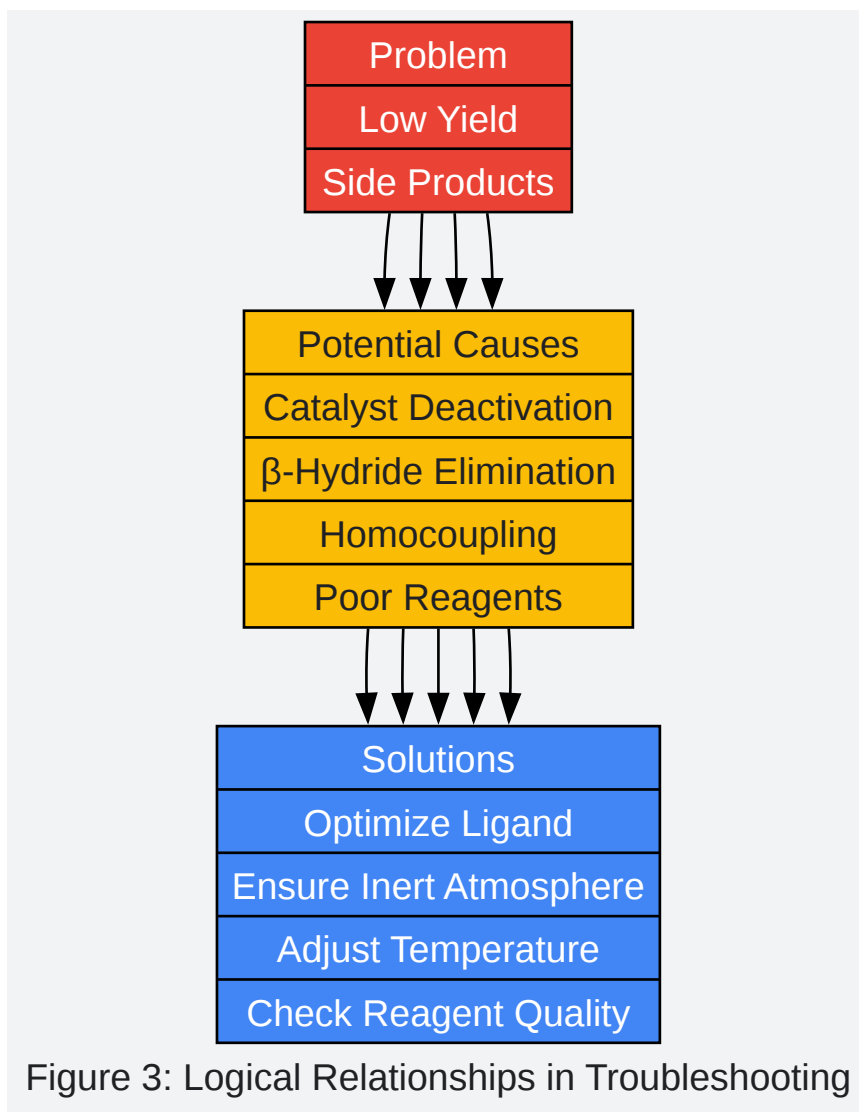 Problem
Low Yield
Side Products
Potential Causes
Catalyst Deactivation
β-Hydride Elimination
Homocoupling
Poor Reagents
Solutions
Optimize Ligand
Ensure Inert Atmosphere
Adjust Temperature
Check Reagent Quality
Figure 3: Logical Relationships in Troubleshooting